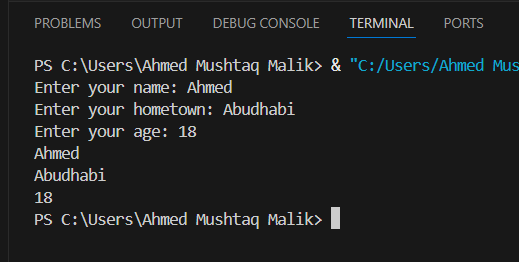 PROBLEMS OUTPUT DEBUG CONSOLE TERMINAL PORTS
PS C:\Users\Ahmed Mushtaq Malik> & "C:/Users/Ahmed Mus
Enter your name: Ahmed
Enter your hometown: Abudhabi
Enter your age: 18
Ahmed
Abudhabi
18
PS C:\Users\Ahmed Mushtaq Malik>